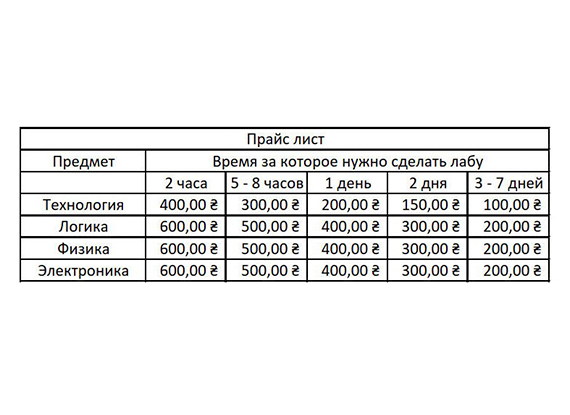 Прайс лист
Предмет Время за которое нужно сделать лабу
2 часа 5 - 8 часов 1 день 2 дня 3 - 7 дней
Технология 400,00 ₴ 300,00 ₴ 200,00 ₴ 150,00 ₴ 100,00 ₴
Логика 600,00 ₴ 500,00 ₴ 400,00 ₴ 300,00 ₴ 200,00 ₴
Физика 600,00 ₴ 500,00 ₴ 400,00 ₴ 300,00 ₴ 200,00 ₴
Электроника 600,00 ₴ 500,00 ₴ 400,00 ₴ 300,00 ₴ 200,00 ₴